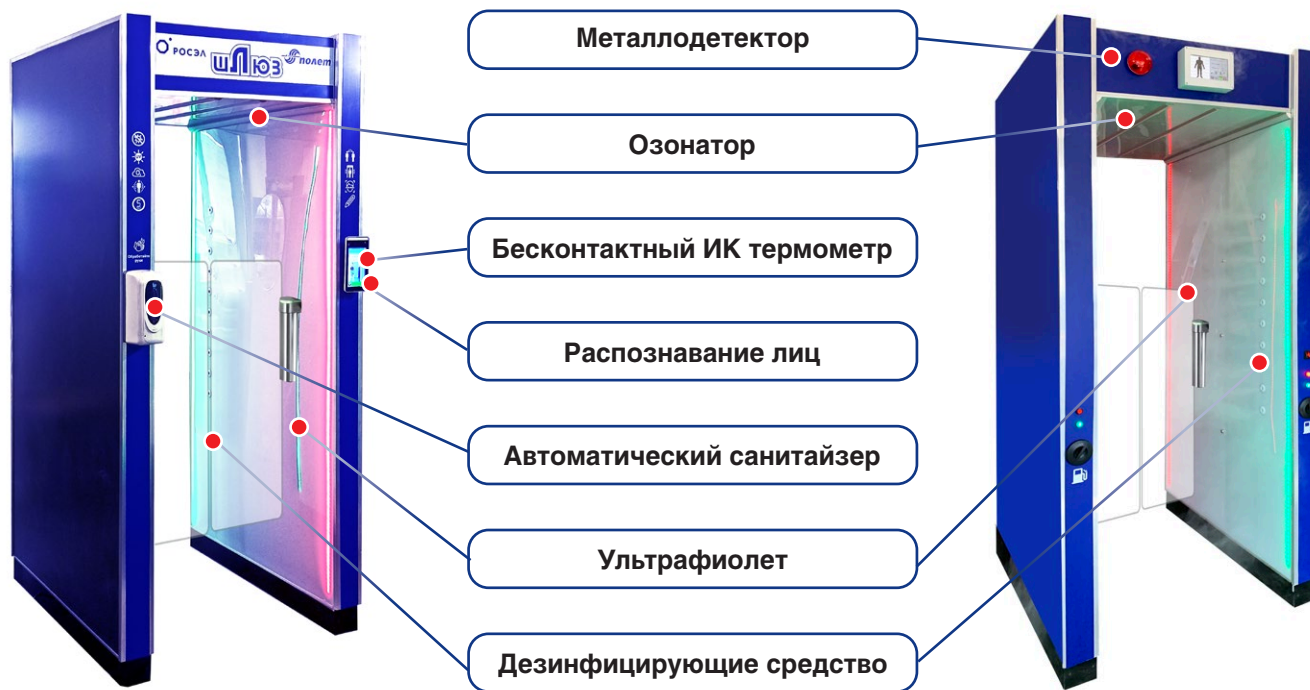 РОСЭЛ
шЛЮЗ
полет
Металлодетектор
Озонатор
Бесконтактный ИК термометр
Распознавание лиц
Автоматический санитайзер
Ультрафиолет
Дезинфицирующие средство